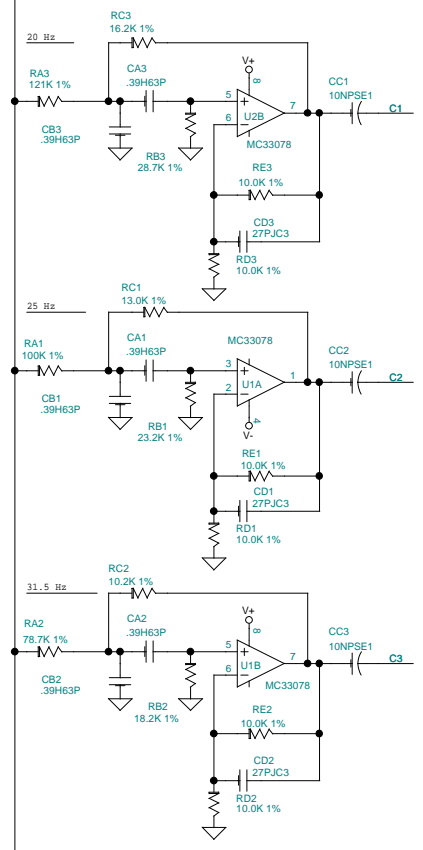 RC3
16.2K 1%
20 Hz
V+
8
RA3
121K 1%
CA3
.39H63P
CC1
10NPSE1
C1
5
+
7
U2B
6
MC33078
CB3
.39H63P
RB3
28.7K 1%
RE3
10.0K 1%
CD3
27PJC3
RD3
10.0K 1%
RC1
13.0K 1%
25 Hz
MC33078
RA1
100K 1%
CA1
.39H63P
CC2
10NPSE1
C2
3
+
1
U1A
2
4
V-
CB1
.39H63P
RB1
23.2K 1%
RE1
10.0K 1%
CD1
27PJC3
RD1
10.0K 1%
RC2
10.2K 1%
31.5 Hz
V+
8
RA2
78.7K 1%
CA2
.39H63P
CC3
10NPSE1
C3
5
+
7
U1B
6
MC33078
CB2
.39H63P
RB2
18.2K 1%
RE2
10.0K 1%
CD2
27PJC3
RD2
10.0K 1%